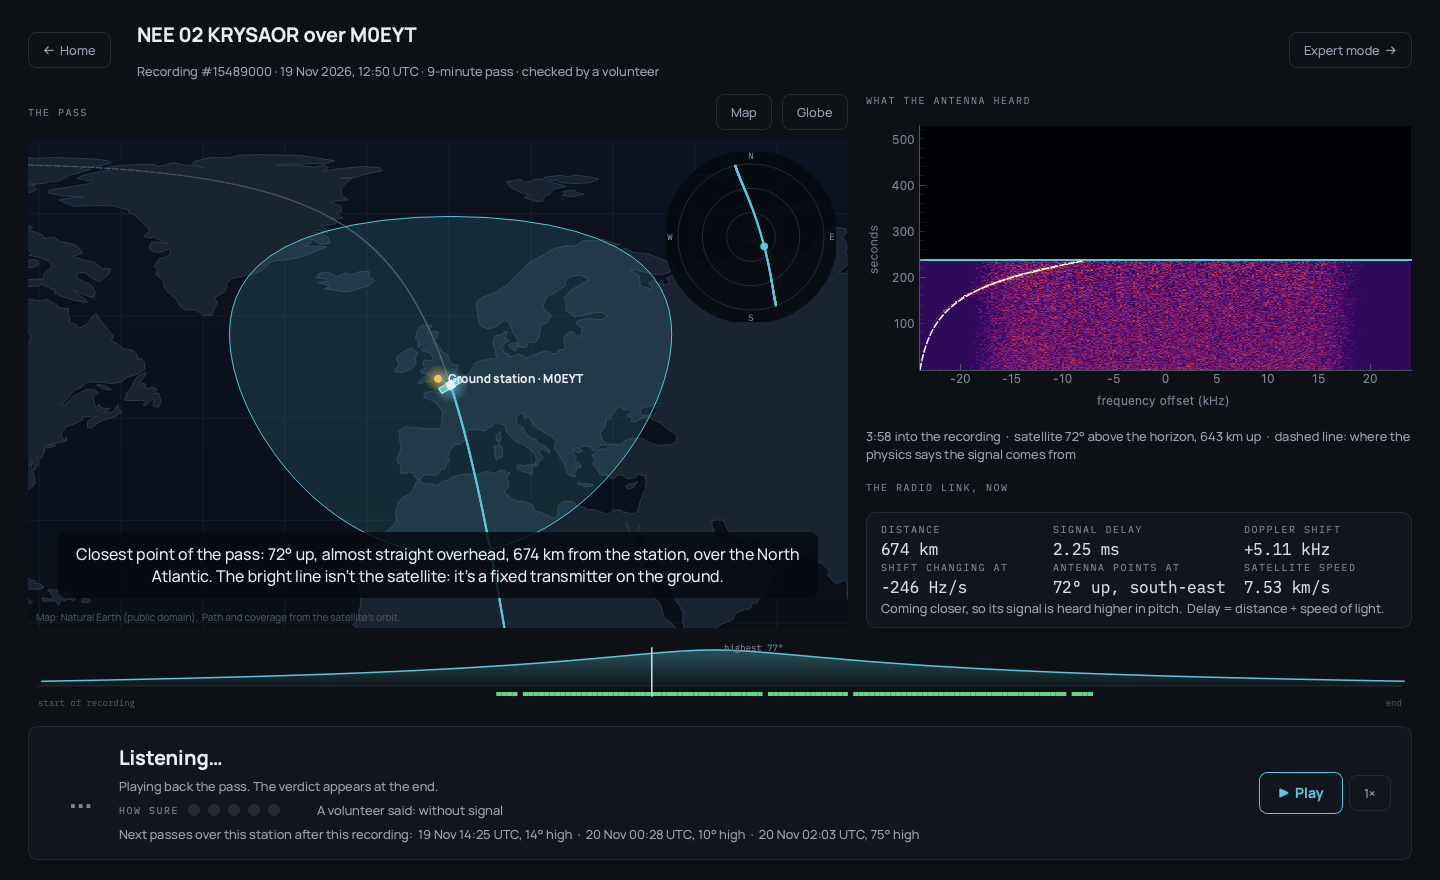 ← Home
NEE 02 KRYSAOR over M0EYT
Recording #15489000 · 19 Nov 2026, 12:50 UTC · 9-minute pass · checked by a volunteer
Expert mode →
THE PASS
Map
Globe
N
W
E
S
Ground station · M0EYT
Closest point of the pass: 72° up, almost straight overhead, 674 km from the station, over the North
Atlantic. The bright line isn't the satellite: it's a fixed transmitter on the ground.
Map: Natural Earth (public domain). Path and coverage from the satellite's orbit.
WHAT THE ANTENNA HEARD
500
400
300
200
100
seconds
-20 -15 -10 -5 0 5 10 15 20
frequency offset (kHz)
3:58 into the recording · satellite 72° above the horizon, 643 km up · dashed line: where the
physics says the signal comes from
THE RADIO LINK, NOW
DISTANCE SIGNAL DELAY DOPPLER SHIFT
674 km 2.25 ms +5.11 kHz
SHIFT CHANGING AT ANTENNA POINTS AT SATELLITE SPEED
-246 Hz/s 72° up, south-east 7.53 km/s
Coming closer, so its signal is heard higher in pitch. Delay = distance ÷ speed of light.
highest 77°
start of recording
end
Listening…
Playing back the pass. The verdict appears at the end.
HOW SURE
A volunteer said: without signal
Next passes over this station after this recording: 19 Nov 14:25 UTC, 14° high · 20 Nov 00:28 UTC, 10° high · 20 Nov 02:03 UTC, 75° high
▶ Play
1×